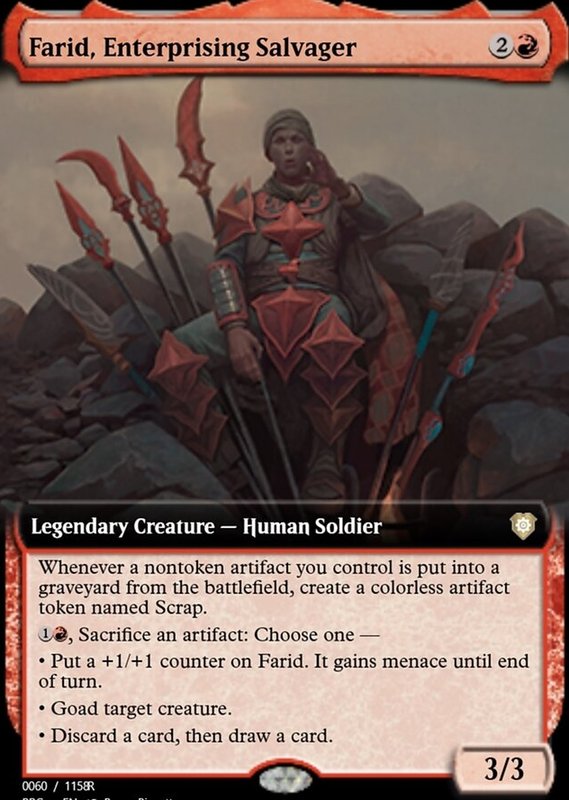 Farid, Enterprising Salvager 2
Legendary Creature — Human Soldier
Whenever a nontoken artifact you control is put into a
graveyard from the battlefield, create a colorless artifact
token named Scrap.
1, Sacrifice an artifact: Choose one —
• Put a +1/+1 counter on Farid. It gains menace until end
of turn.
• Goad target creature.
• Discard a card, then draw a card.
3/3
0060 / 1158R